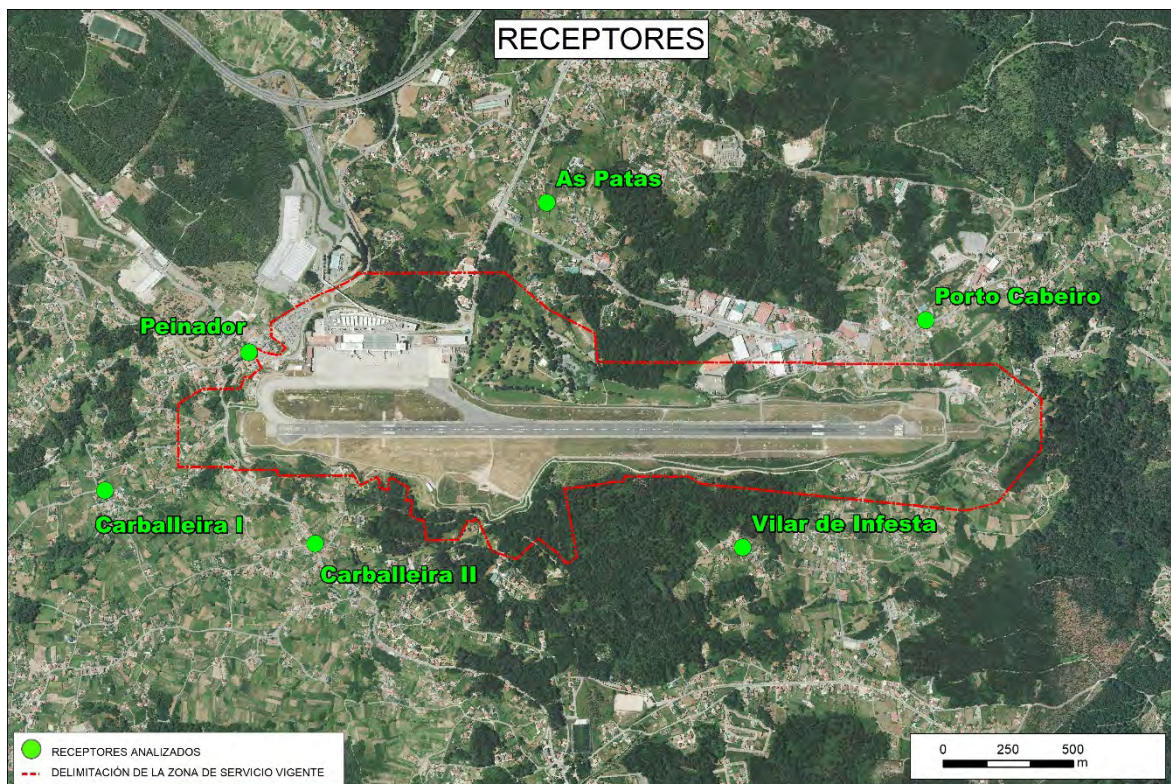 RECEPTORES
As Patas
Porto Cabeiro
Peinador
Carballeira I
Vilar de Infesta
Carballeira II
RECEPTORES ANALIZADOS
DELIMITACIÓN DE LA ZONA DE SERVICIO VIGENTE
0 250 500
m